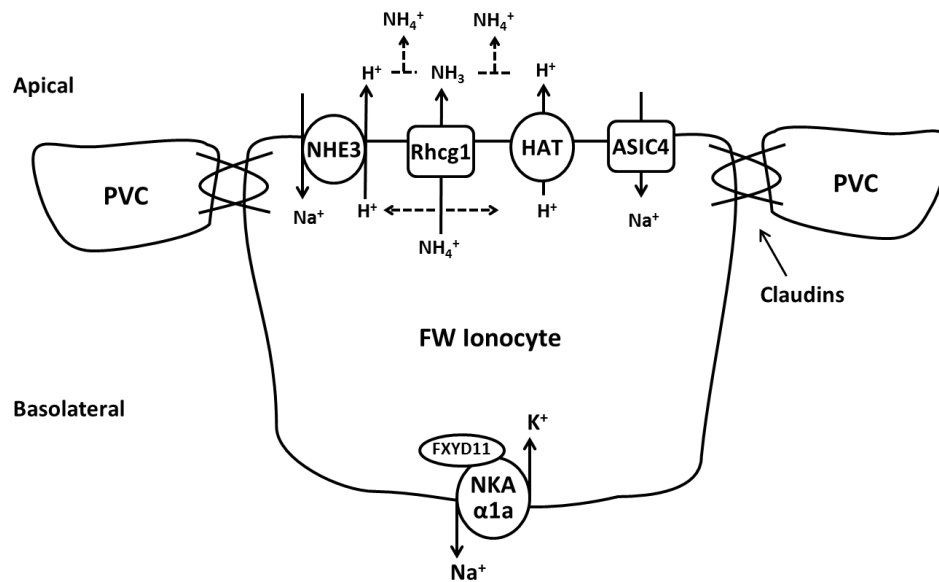 NH₄⁺ NH₄⁺
H⁺ NH₃ H⁺
Apical
NHE3 Rhcg1 HAT ASIC4
PVC PVC
Na⁺ H⁺ H⁺ Na⁺
NH₄⁺
Claudins
FW Ionocyte
Basolateral
K⁺
FXYD11
NKA
α1a
Na⁺